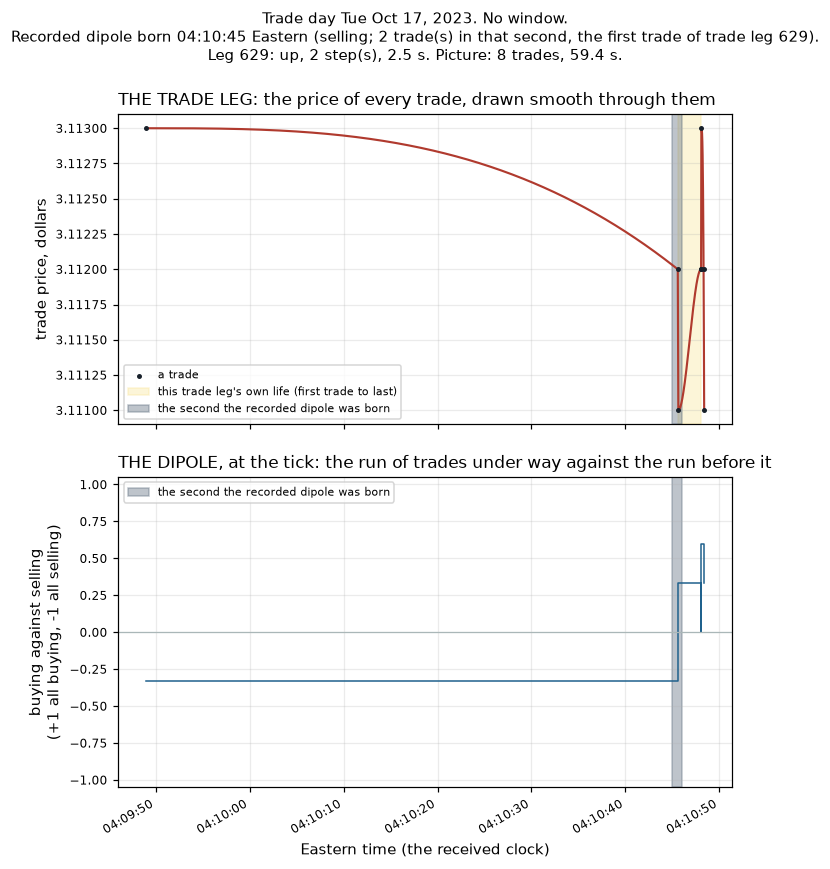 Trade day Tue Oct 17, 2023. No window.
Recorded dipole born 04:10:45 Eastern (selling; 2 trade(s) in that second, the first trade of trade leg 629).
Leg 629: up, 2 step(s), 2.5 s. Picture: 8 trades, 59.4 s.
THE TRADE LEG: the price of every trade, drawn smooth through them
trade price, dollars
3.11300
3.11275
3.11250
3.11225
3.11200
3.11175
3.11150
3.11125
3.11100
a trade
this trade leg's own life (first trade to last)
the second the recorded dipole was born
THE DIPOLE, at the tick: the run of trades under way against the run before it
buying against selling
(+1 all buying, -1 all selling)
1.00
0.75
0.50
0.25
0.00
−0.25
−0.50
−0.75
−1.00
the second the recorded dipole was born
04:09:50
04:10:00
04:10:10
04:10:20
04:10:30
04:10:40
04:10:50
Eastern time (the received clock)